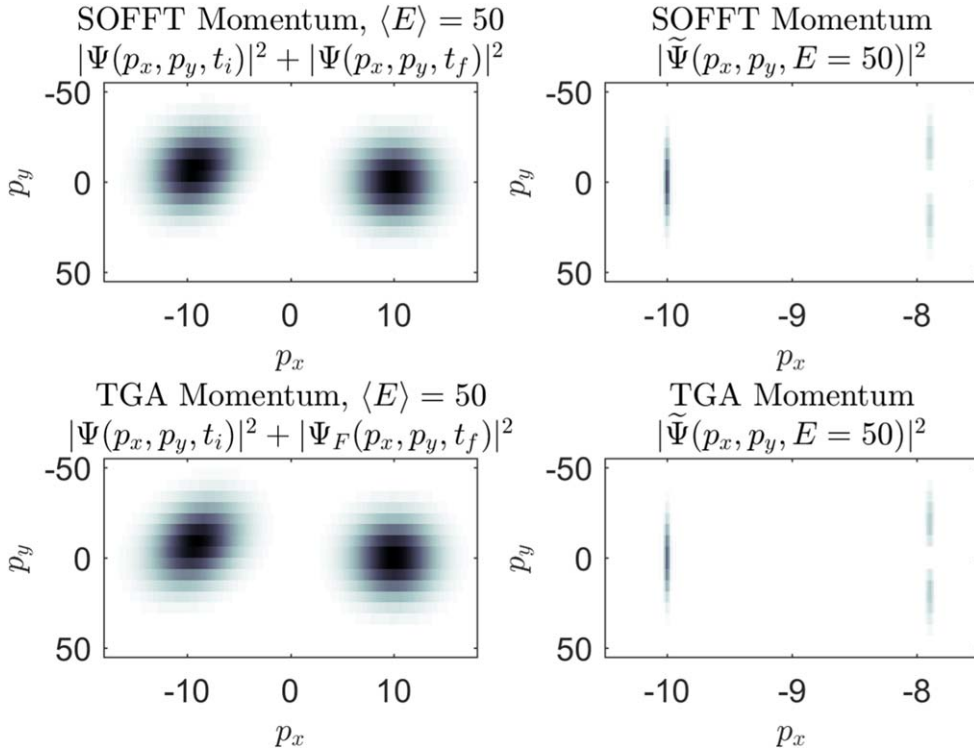 SOFFT Momentum, ⟨E⟩ = 50
|Ψ(p_x, p_y, t_i)|² + |Ψ(p_x, p_y, t_f)|²
-50
0
50
p_y
-10 0 10
p_x
SOFFT Momentum
|Ψ̃(p_x, p_y, E = 50)|²
-50
0
50
p_y
-10 -9 -8
p_x
TGA Momentum, ⟨E⟩ = 50
|Ψ(p_x, p_y, t_i)|² + |Ψ_F(p_x, p_y, t_f)|²
-50
0
50
p_y
-10 0 10
p_x
TGA Momentum
|Ψ̃(p_x, p_y, E = 50)|²
-50
0
50
p_y
-10 -9 -8
p_x